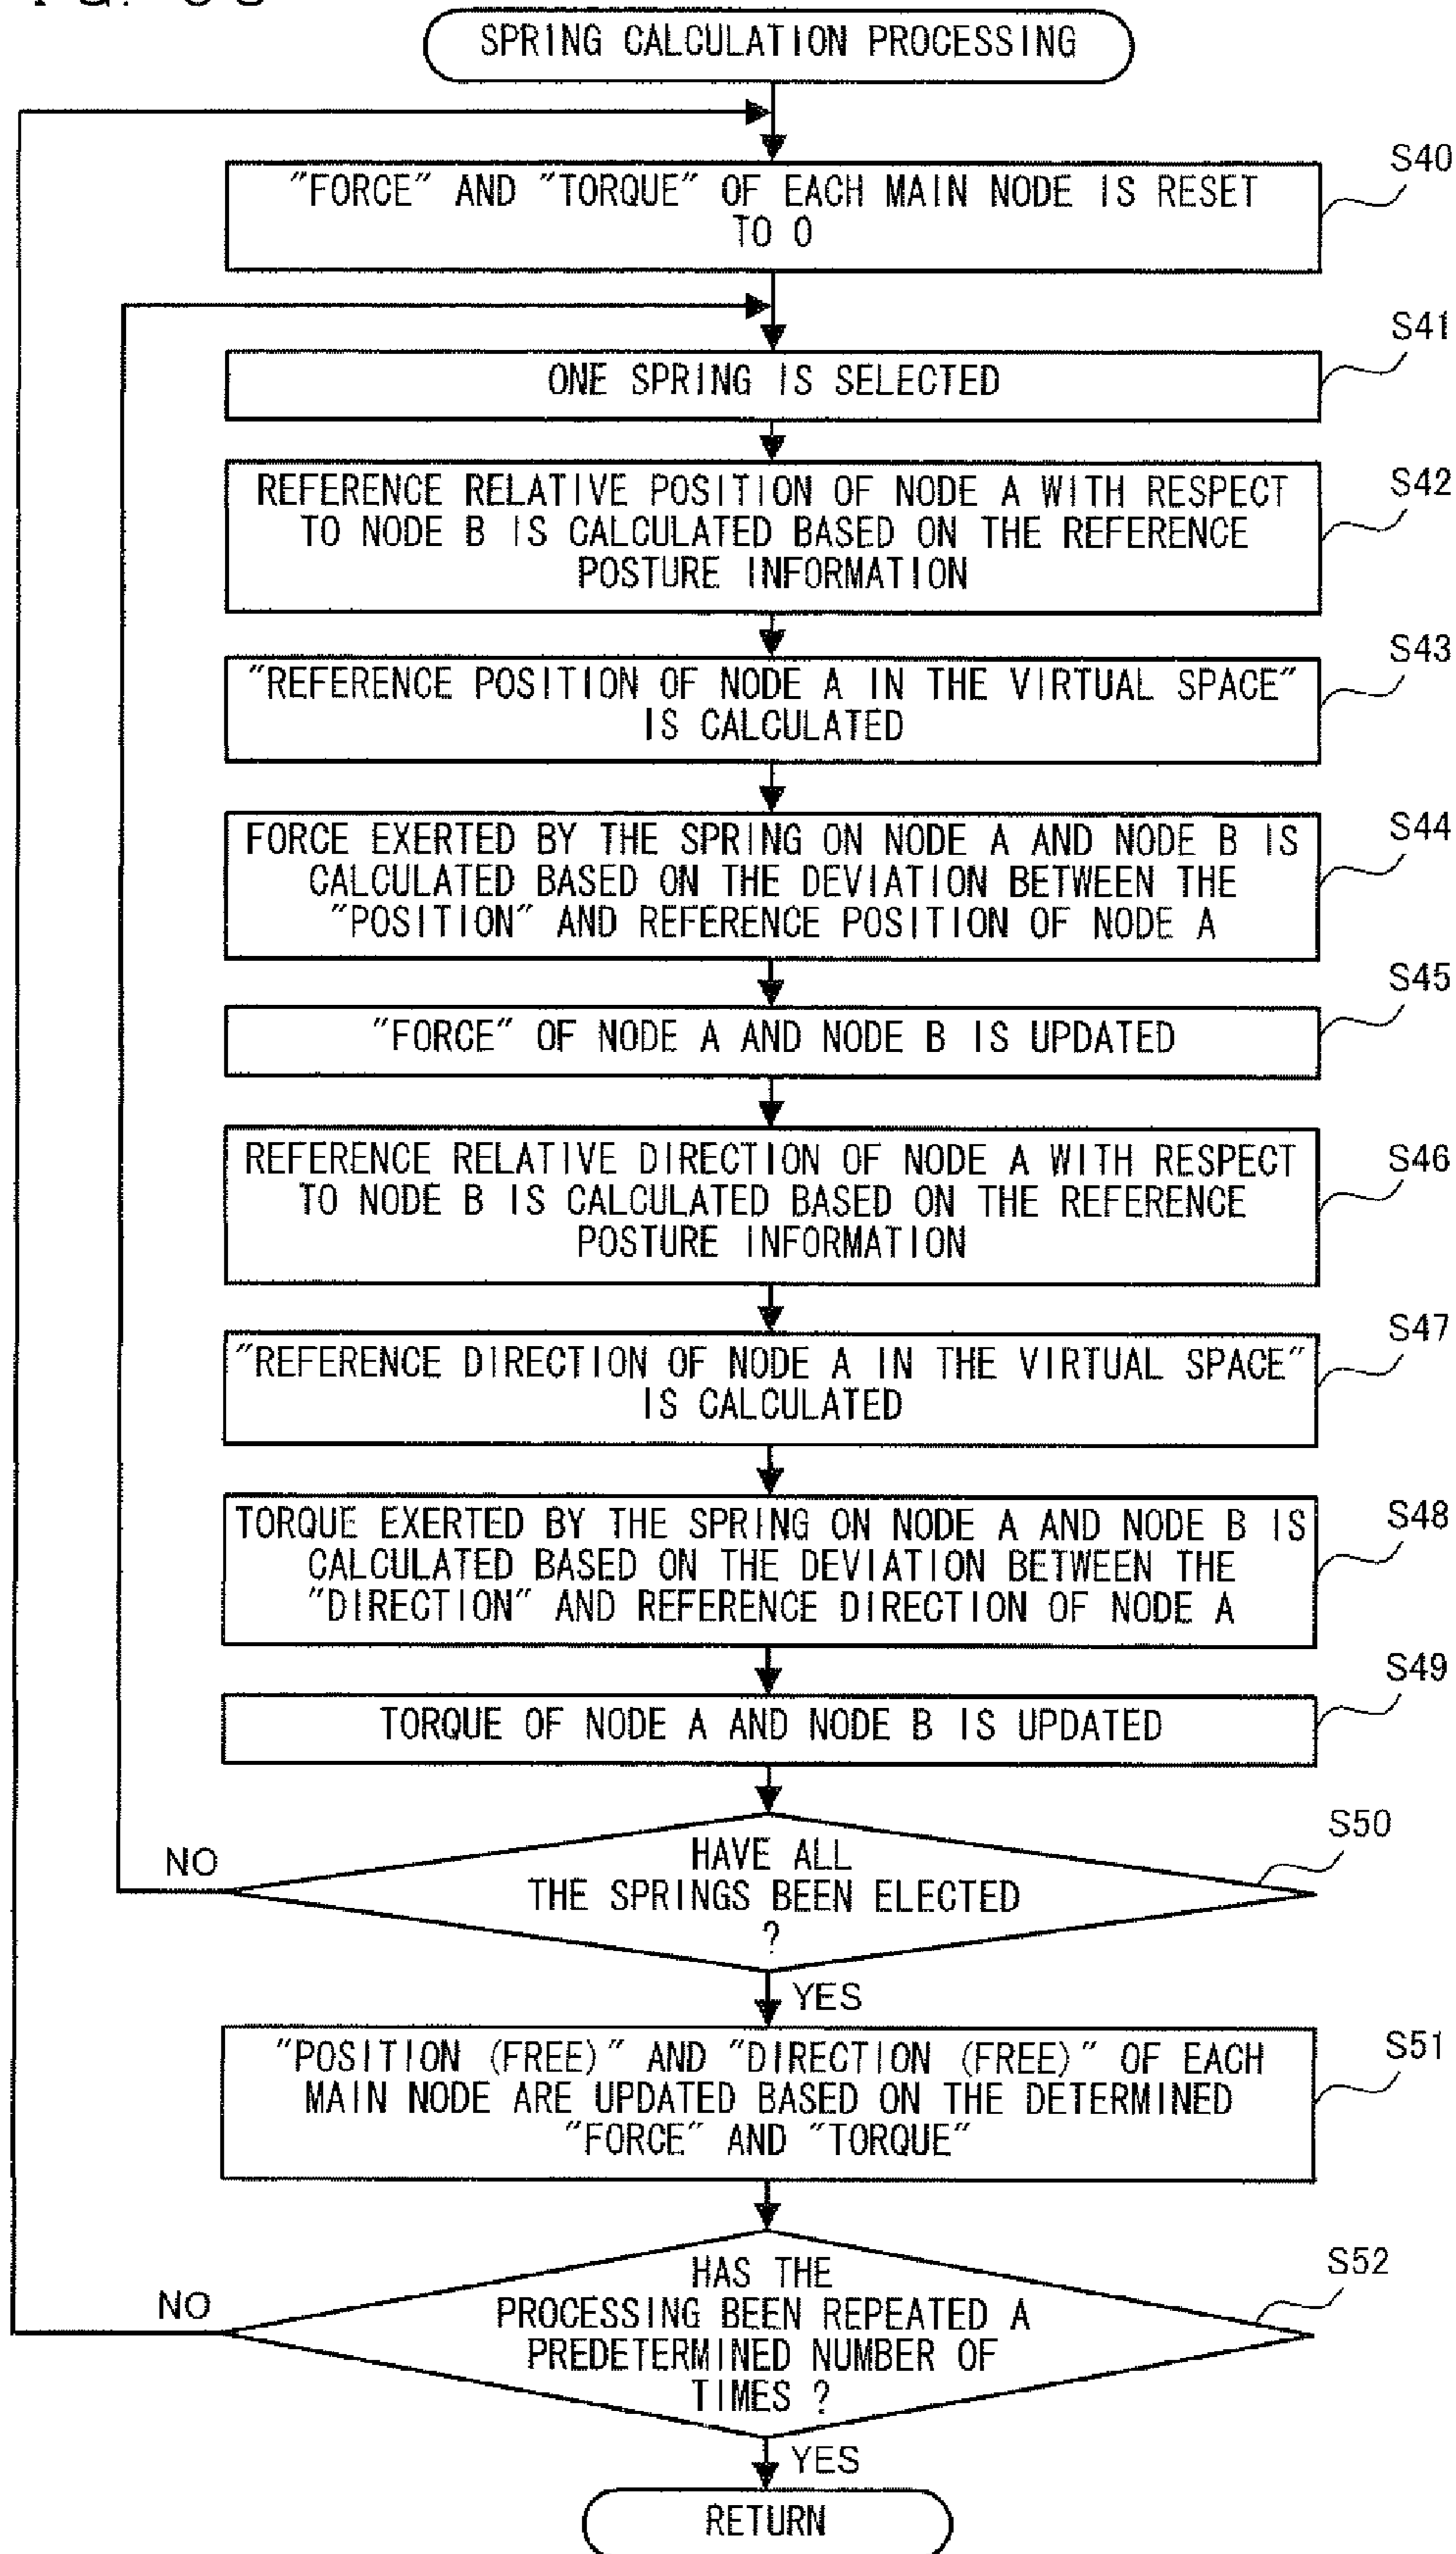 SPRING CALCULATION PROCESSING
S40
"FORCE" AND "TORQUE" OF EACH MAIN NODE IS RESET
TO 0
S41
ONE SPRING IS SELECTED
S42
REFERENCE RELATIVE POSITION OF NODE A WITH RESPECT
TO NODE B IS CALCULATED BASED ON THE REFERENCE
POSTURE INFORMATION
S43
"REFERENCE POSITION OF NODE A IN THE VIRTUAL SPACE"
IS CALCULATED
S44
FORCE EXERTED BY THE SPRING ON NODE A AND NODE B IS
CALCULATED BASED ON THE DEVIATION BETWEEN THE
"POSITION" AND REFERENCE POSITION OF NODE A
S45
"FORCE" OF NODE A AND NODE B IS UPDATED
S46
REFERENCE RELATIVE DIRECTION OF NODE A WITH RESPECT
TO NODE B IS CALCULATED BASED ON THE REFERENCE
POSTURE INFORMATION
S47
"REFERENCE DIRECTION OF NODE A IN THE VIRTUAL SPACE"
IS CALCULATED
S48
TORQUE EXERTED BY THE SPRING ON NODE A AND NODE B IS
CALCULATED BASED ON THE DEVIATION BETWEEN THE
"DIRECTION" AND REFERENCE DIRECTION OF NODE A
S49
TORQUE OF NODE A AND NODE B IS UPDATED
S50
HAVE ALL
THE SPRINGS BEEN ELECTED
?
NO
YES
S51
"POSITION (FREE)" AND "DIRECTION (FREE)" OF EACH
MAIN NODE ARE UPDATED BASED ON THE DETERMINED
"FORCE" AND "TORQUE"
S52
HAS THE
PROCESSING BEEN REPEATED A
PREDETERMINED NUMBER OF
TIMES ?
NO
YES
RETURN